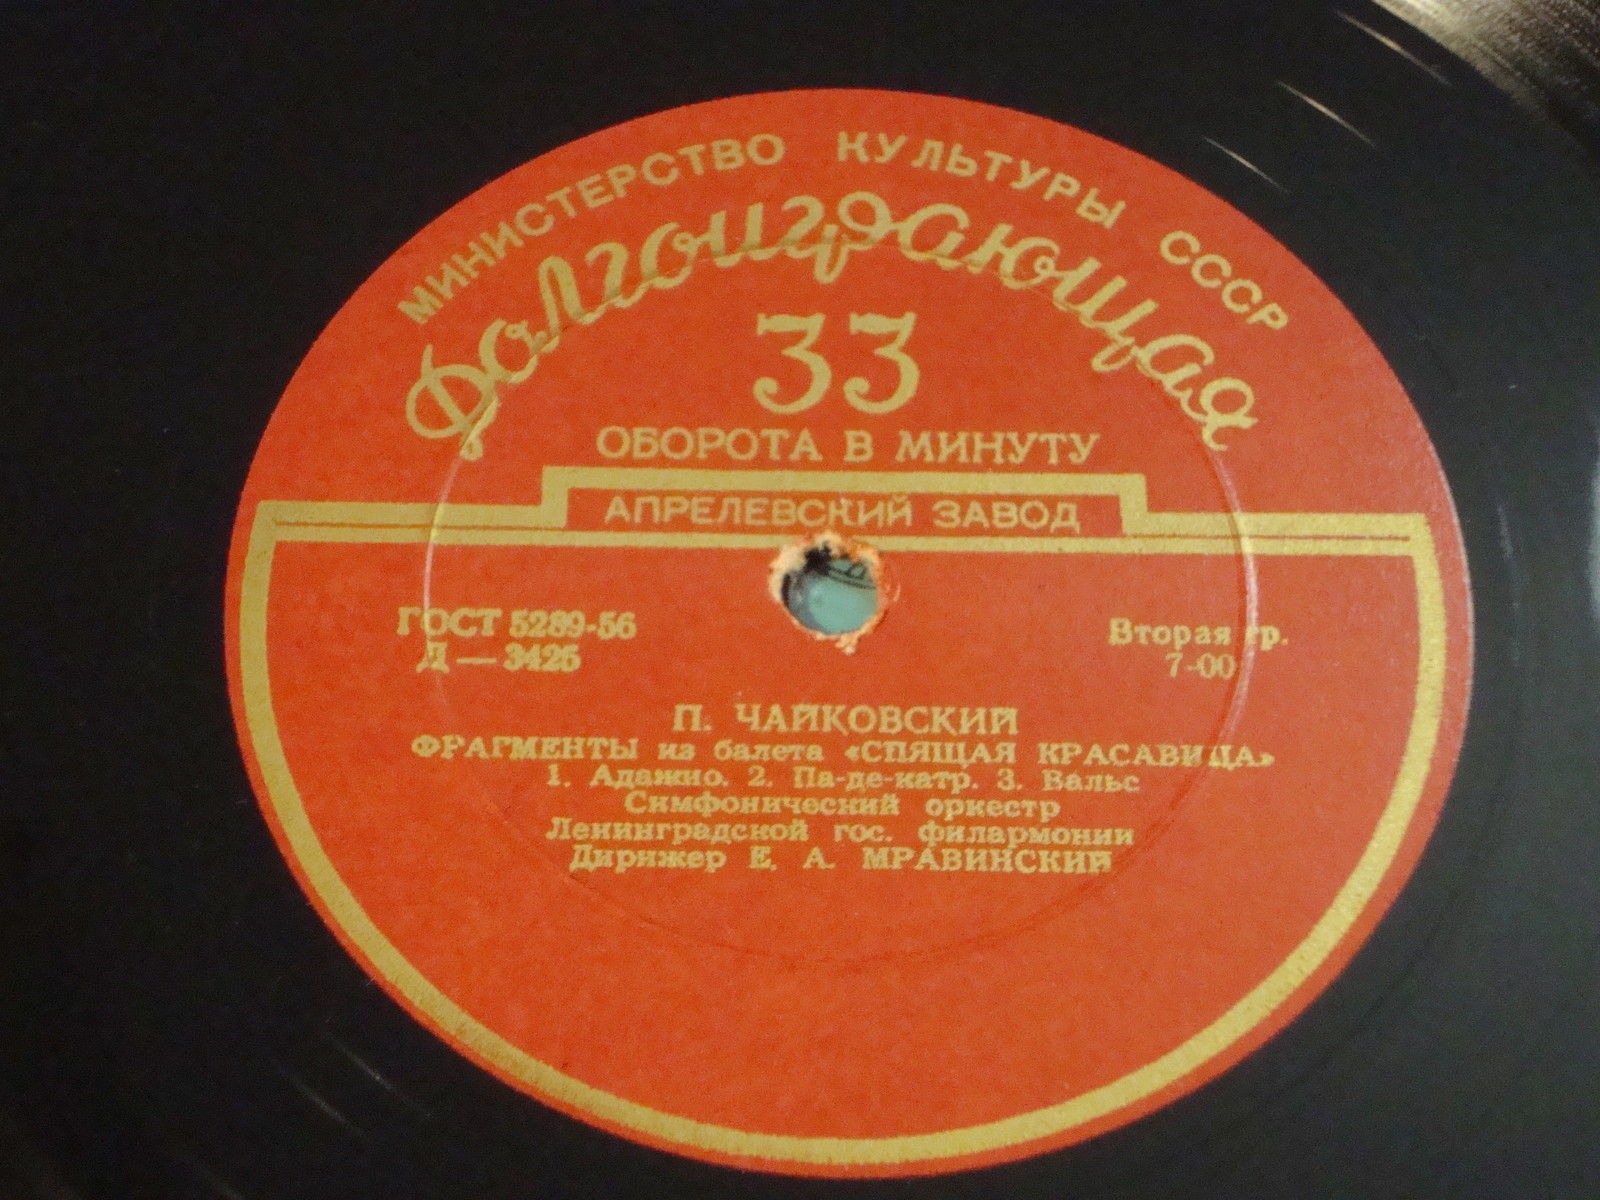 МИНИСТЕРСТВО КУЛЬТУРЫ СССР
Долгоиграющая
33
ОБОРОТА В МИНУТУ
АПРЕЛЕВСКИЙ ЗАВОД
ГОСТ 5289-56
Д — 3425
Вторая гр.
7-00
П. ЧАЙКОВСКИЙ
ФРАГМЕНТЫ из балета «СПЯЩАЯ КРАСАВИЦА»
1. Адажио. 2. Па-де-катр. 3. Вальс
Симфонический оркестр
Ленинградской гос. филармонии
Дирижер Е. А. МРАВИНСКИЙ